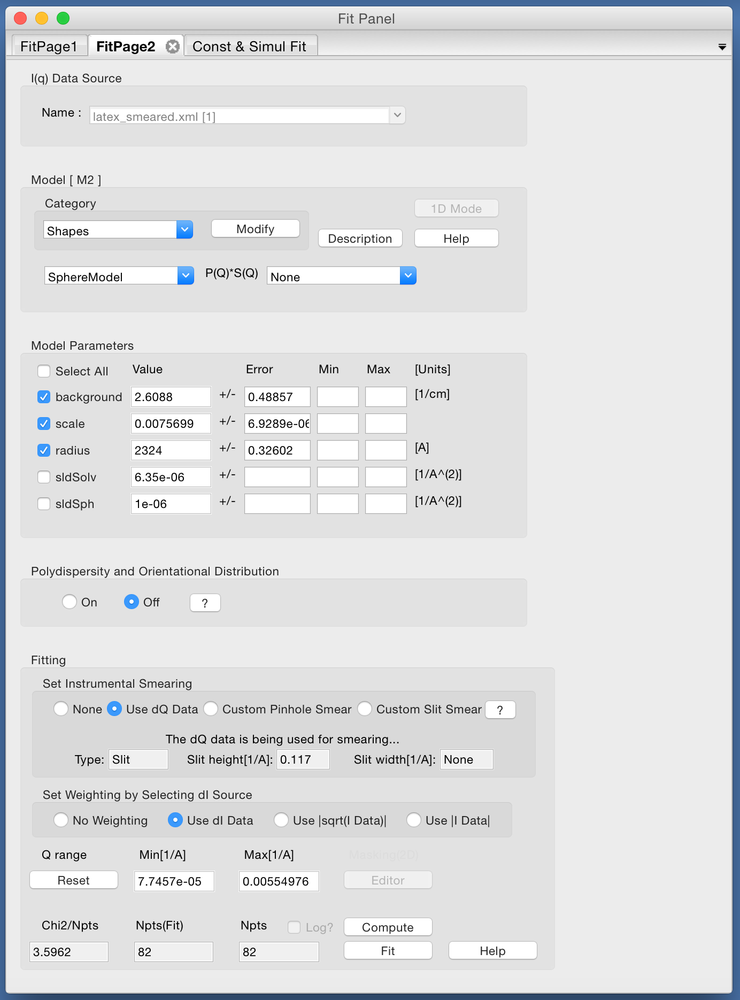 Fit Panel
FitPage1 FitPage2 Const & Simul Fit
I(q) Data Source
Name : latex_smeared.xml [1]
Model [ M2 ]
Category
1D Mode
Shapes Modify
Description Help
SphereModel P(Q)*S(Q) None
Model Parameters
Select All Value Error Min Max [Units]
background 2.6088 +/- 0.48857 [1/cm]
scale 0.0075699 +/- 6.9289e-06
radius 2324 +/- 0.32602 [A]
sldSolv 6.35e-06 +/- [1/A^(2)]
sldSph 1e-06 +/- [1/A^(2)]
Polydispersity and Orientational Distribution
On Off ?
Fitting
Set Instrumental Smearing
None Use dQ Data Custom Pinhole Smear Custom Slit Smear ?
The dQ data is being used for smearing...
Type: Slit Slit height[1/A]: 0.117 Slit width[1/A]: None
Set Weighting by Selecting dI Source
No Weighting Use dI Data Use |sqrt(I Data)| Use |I Data|
Q range Min[1/A] Max[1/A] Masking(2D)
Reset 7.7457e-05 0.00554976 Editor
Chi2/Npts Npts(Fit) Npts Log? Compute
3.5962 82 82 Fit Help